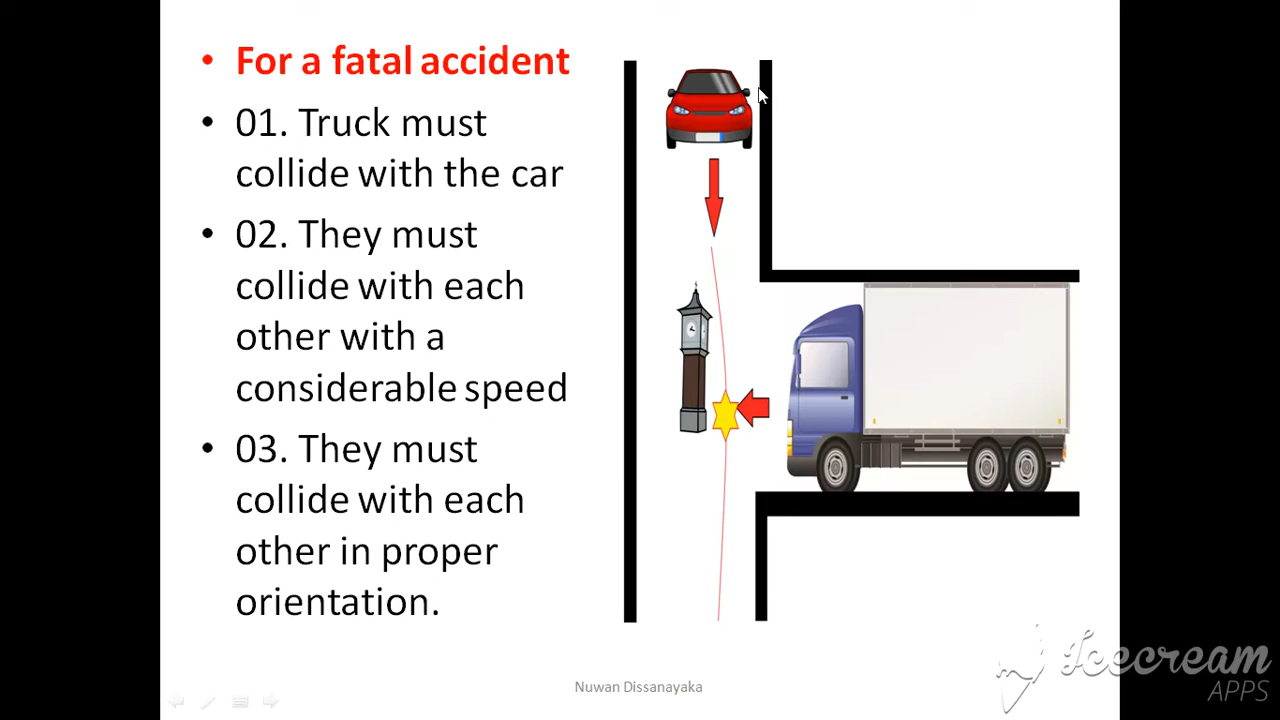 • For a fatal accident
• 01. Truck must
collide with the car
• 02. They must
collide with each
other with a
considerable speed
• 03. They must
collide with each
other in proper
orientation.
Nuwan Dissanayaka
Icecream
APPS